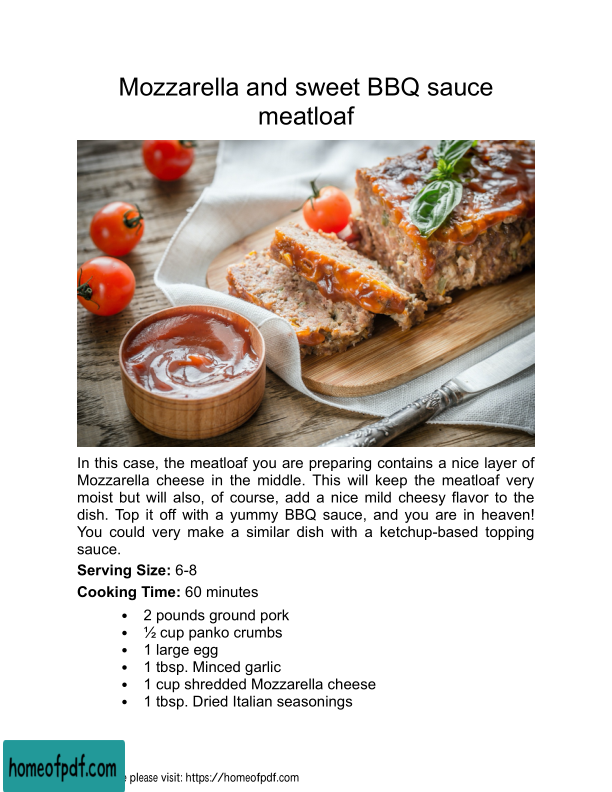 Mozzarella and sweet BBQ sauce
meatloaf
In this case, the meatloaf you are preparing contains a nice layer of
Mozzarella cheese in the middle. This will keep the meatloaf very
moist but will also, of course, add a nice mild cheesy flavor to the
dish. Top it off with a yummy BBQ sauce, and you are in heaven!
You could very make a similar dish with a ketchup-based topping
sauce.
Serving Size: 6-8
Cooking Time: 60 minutes
• 2 pounds ground pork
• ½ cup panko crumbs
• 1 large egg
• 1 tbsp. Minced garlic
• 1 cup shredded Mozzarella cheese
• 1 tbsp. Dried Italian seasonings
homeofpdf.com
please visit: https://homeofpdf.com